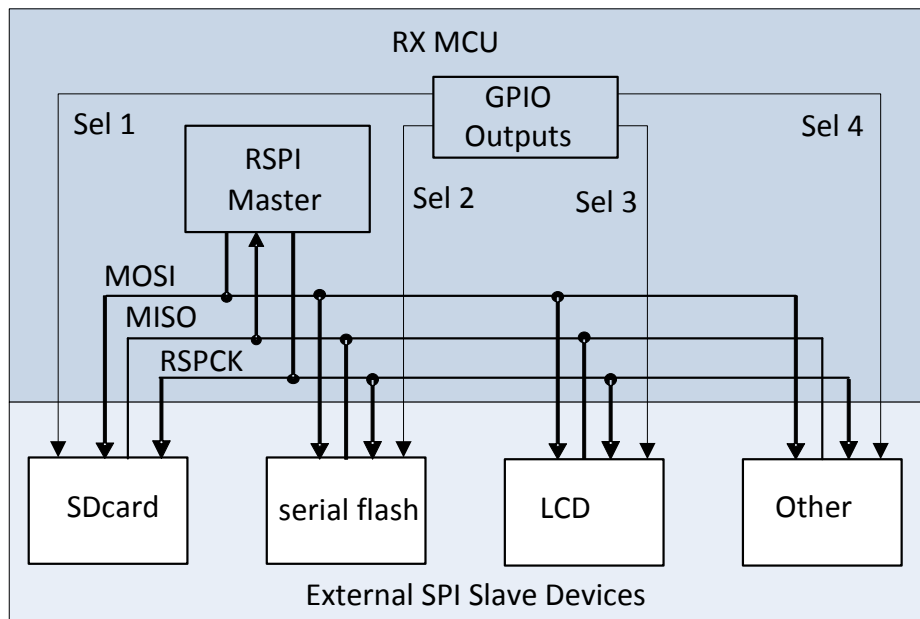 RX MCU
GPIO
Outputs
Sel 1
Sel 4
RSPI
Master
Sel 2
Sel 3
MOSI
MISO
RSPCK
SDcard
serial flash
LCD
Other
External SPI Slave Devices